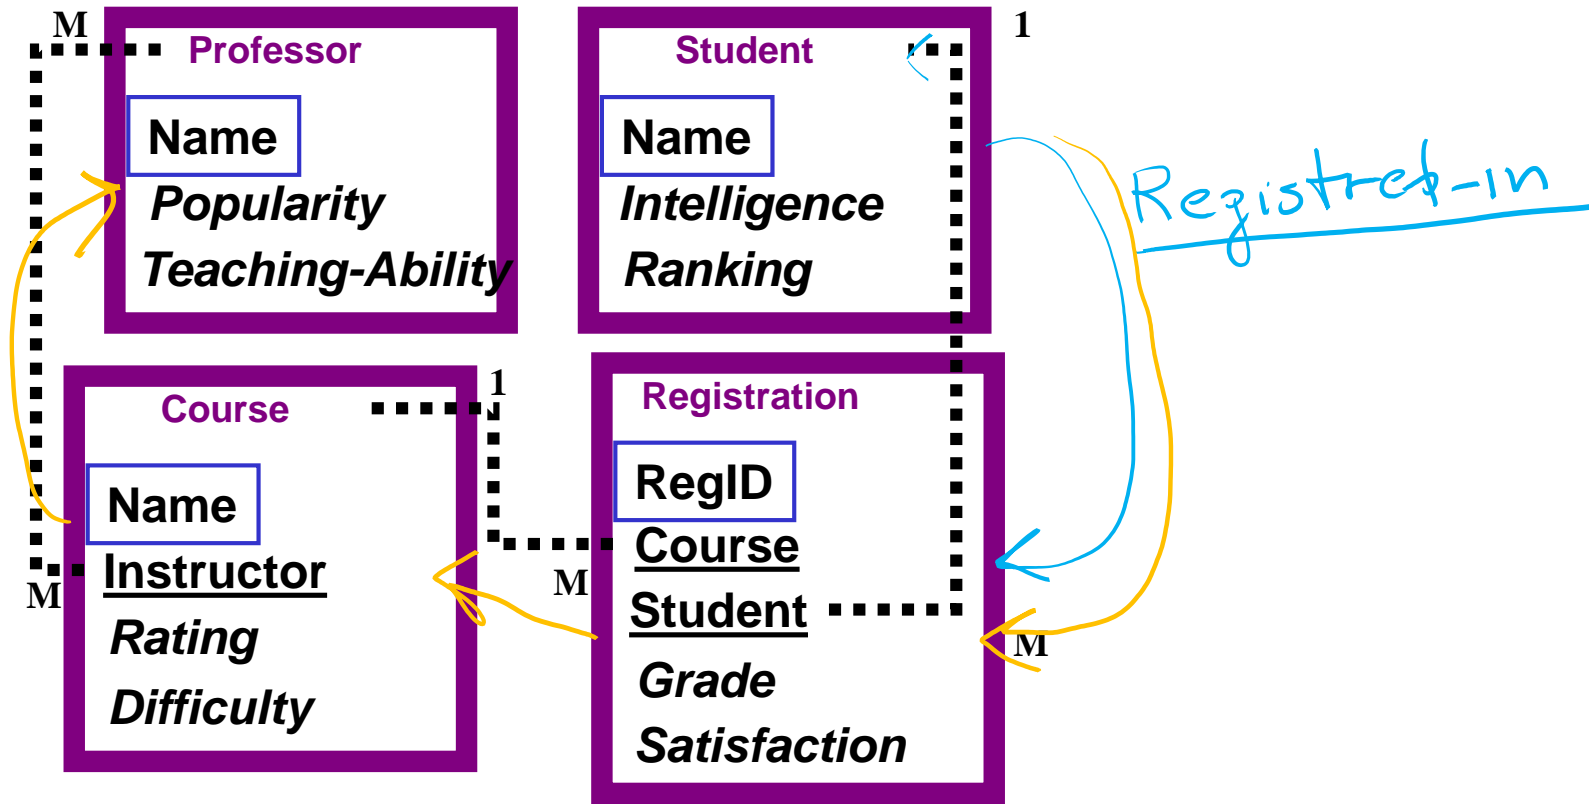 M
Professor
Name
Popularity
Teaching-Ability
1
Student
Name
Intelligence
Ranking
Registred-in
Course
1
Name
Instructor
M
Rating
Difficulty
Registration
RegID
Course
M
Student
M
Grade
Satisfaction